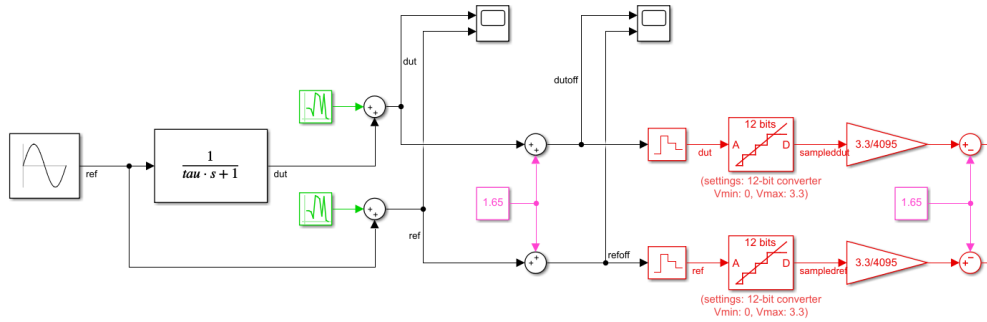 dut
dutoff
12 bits
1
tau · s + 1
A
D
ref
dut
dut
sampleddut
3.3/4095
(settings: 12-bit converter
Vmin: 0, Vmax: 3.3)
1.65
1.65
ref
12 bits
refoff
A
D
3.3/4095
ref
sampledref
(settings: 12-bit converter
Vmin: 0, Vmax: 3.3)